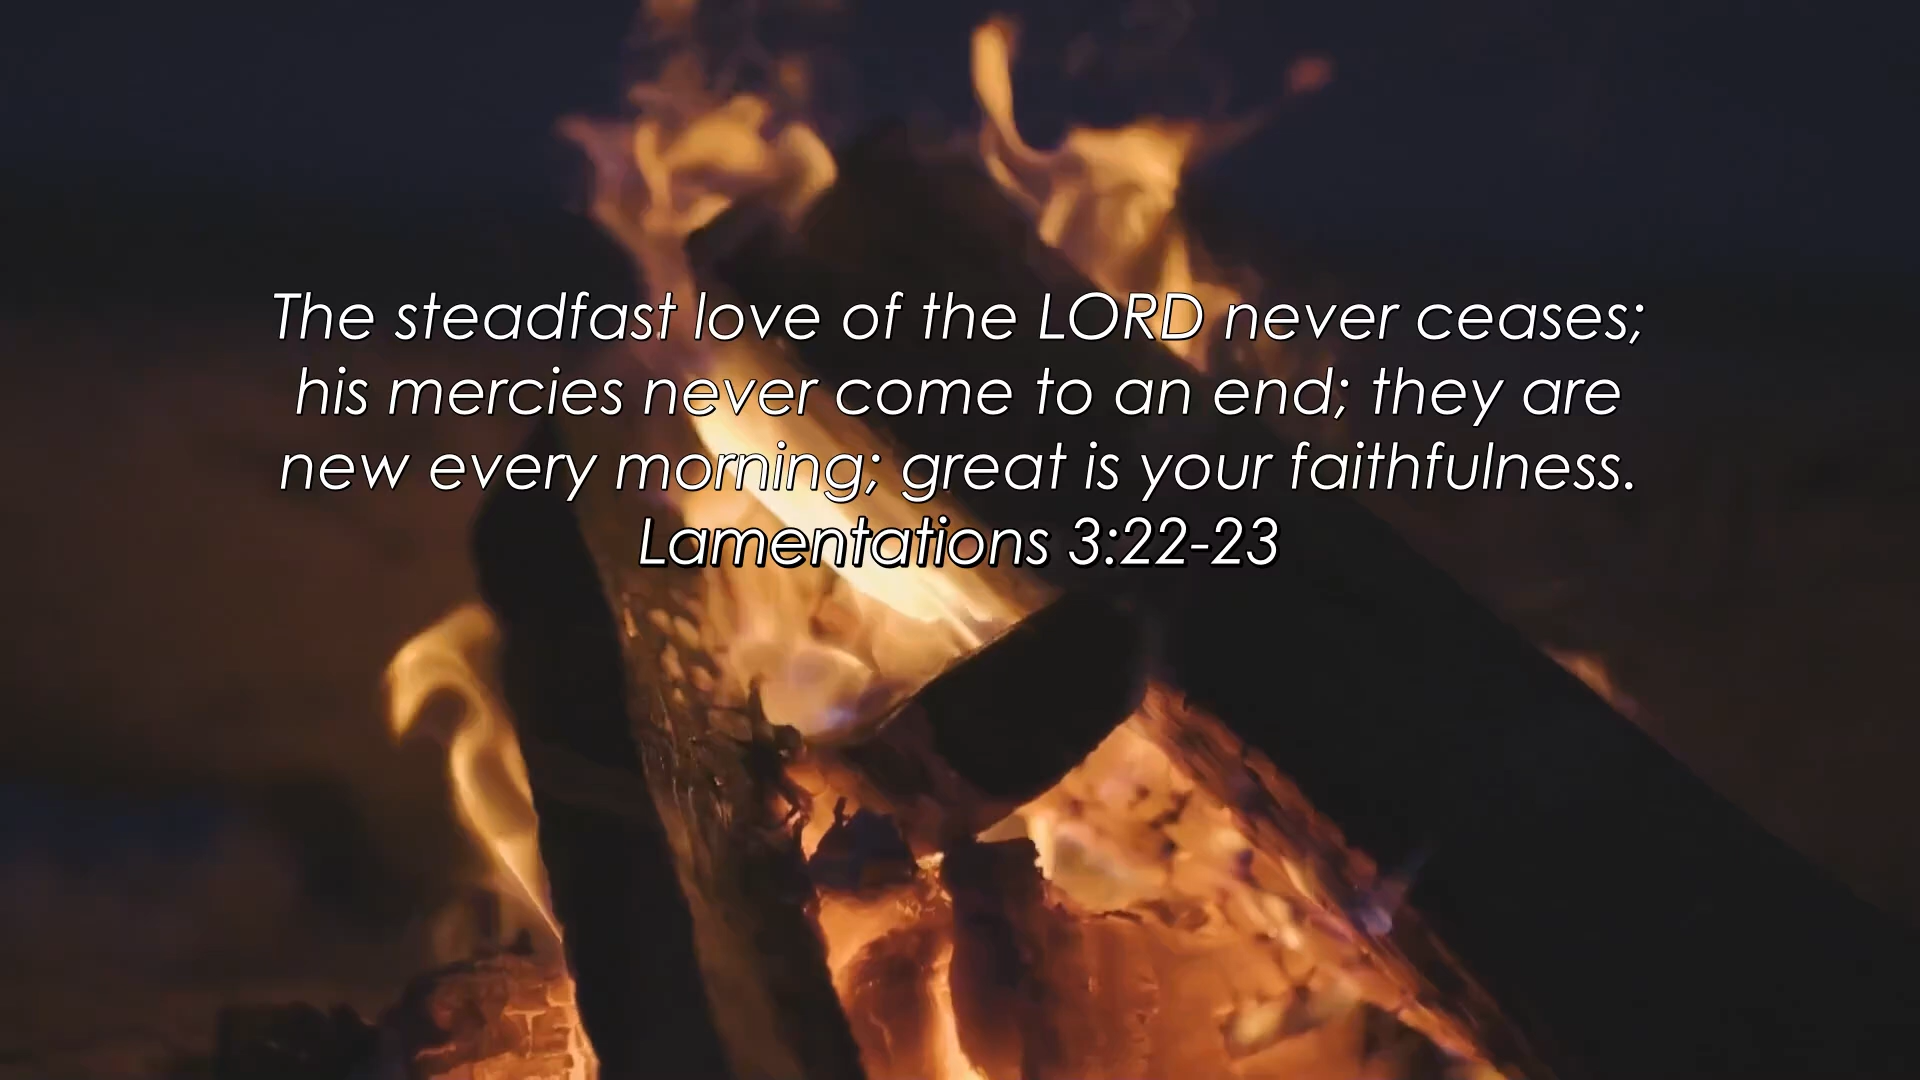 The steadfast love of the LORD never ceases;
his mercies never come to an end; they are
new every morning; great is your faithfulness.
Lamentations 3:22-23